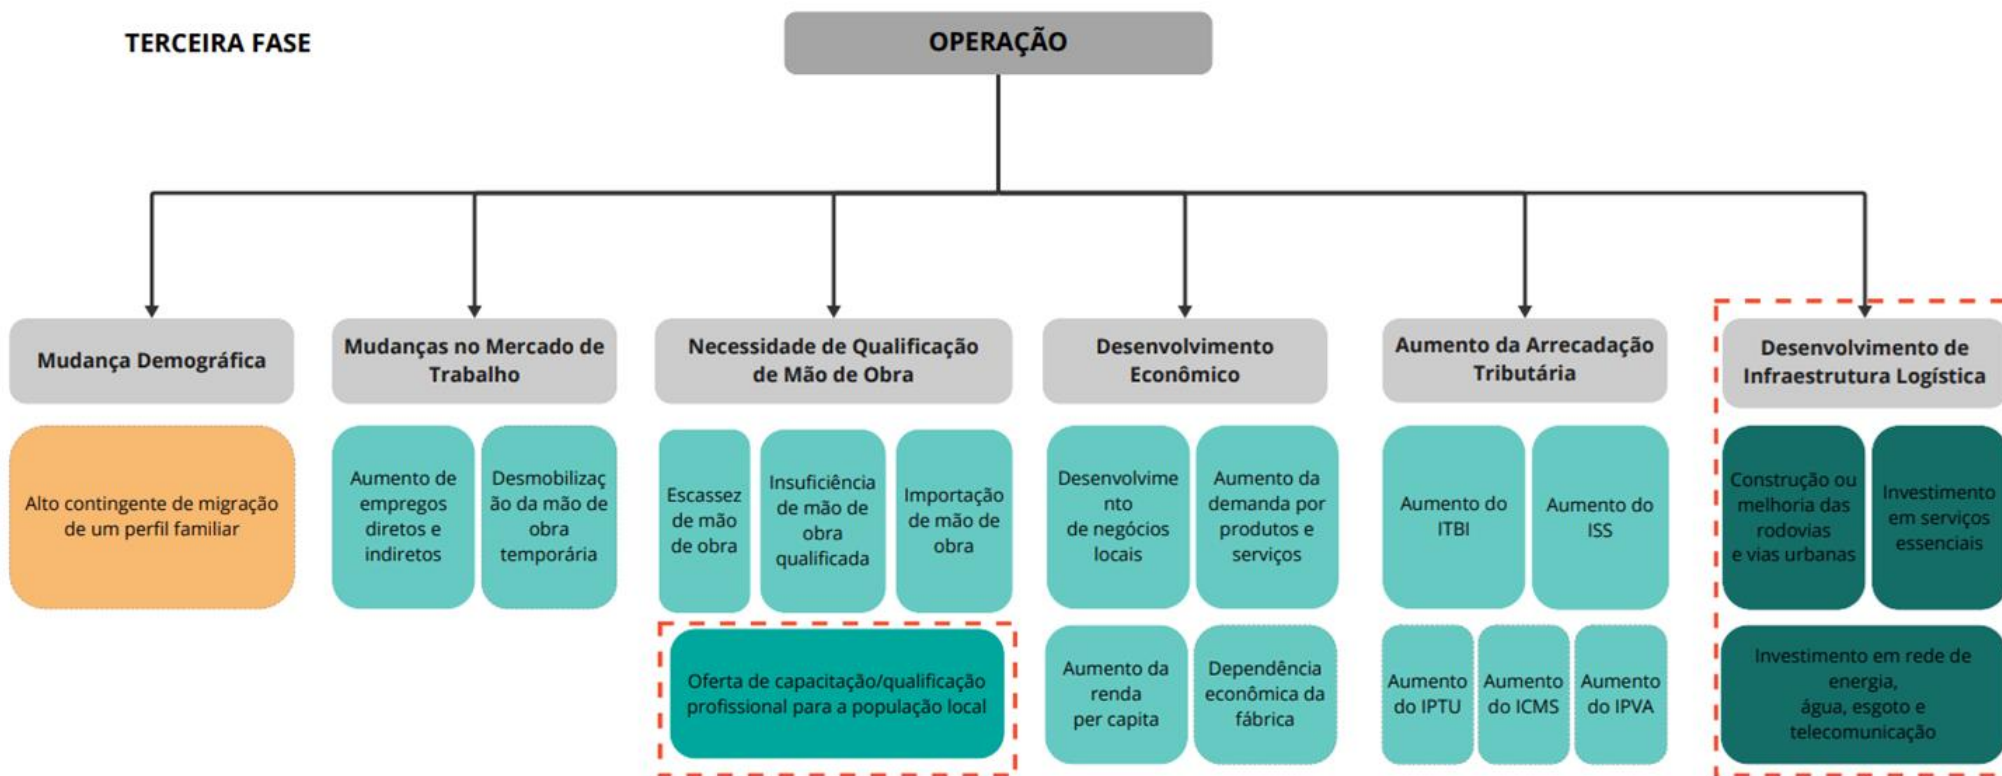 TERCEIRA FASE
OPERAÇÃO
Mudança Demográfica
Mudanças no Mercado de
Trabalho
Necessidade de Qualificação
de Mão de Obra
Desenvolvimento
Econômico
Aumento da Arrecadação
Tributária
Desenvolvimento de
Infraestrutura Logística
Alto contingente de migração
de um perfil familiar
Aumento de
empregos
diretos e
indiretos
Desmobilizaç
ão da mão de
obra
temporária
Escassez
de mão
de obra
Insuficiência
de mão de
obra
qualificada
Importação
de mão de
obra
Oferta de capacitação/qualificação
profissional para a população local
Desenvolvime
nto
de negócios
locais
Aumento da
demanda por
produtos e
serviços
Aumento da
renda
per capita
Dependência
econômica da
fábrica
Aumento do
ITBI
Aumento do
ISS
Aumento
do IPTU
Aumento
do ICMS
Aumento
do IPVA
Construção ou
melhoria das
rodovias
e vias urbanas
Investimento
em serviços
essenciais
Investimento em rede de
energia,
água, esgoto e
telecomunicação